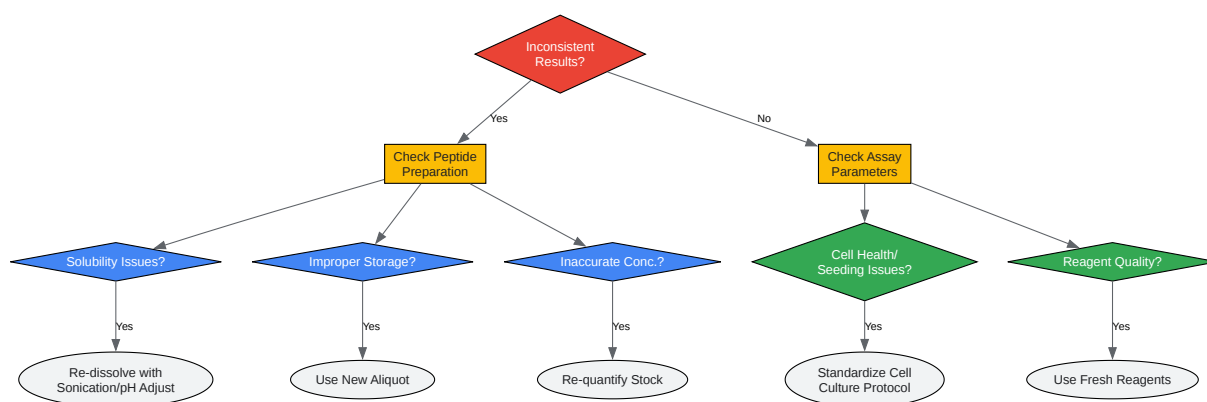 Inconsistent
Results?
Yes
No
Check Peptide
Preparation
Check Assay
Parameters
Solubility Issues?
Improper Storage?
Inaccurate Conc.?
Cell Health/
Seeding Issues?
Reagent Quality?
Yes
Yes
Yes
Yes
Yes
Re-dissolve with
Sonication/pH Adjust
Use New Aliquot
Re-quantify Stock
Standardize Cell
Culture Protocol
Use Fresh Reagents